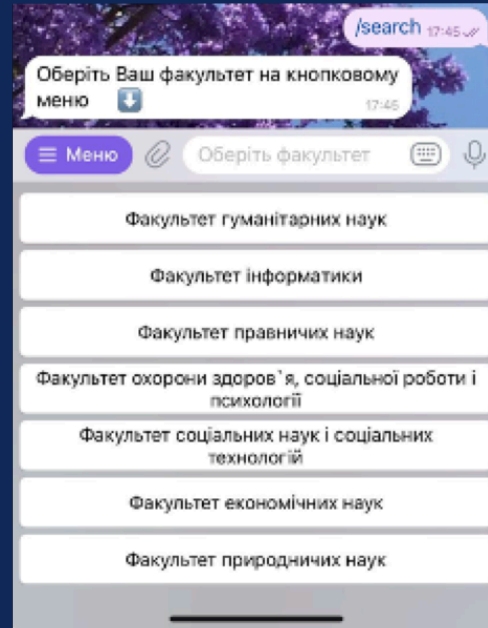 /search 17:45
Оберіть Ваш факультет на кнопковому
меню ⬇️ 17:45
Меню Оберіть факультет
Факультет гуманітарних наук
Факультет інформатики
Факультет правничих наук
Факультет охорони здоров`я, соціальної роботи і
психології
Факультет соціальних наук і соціальних
технологій
Факультет економічних наук
Факультет природничих наук